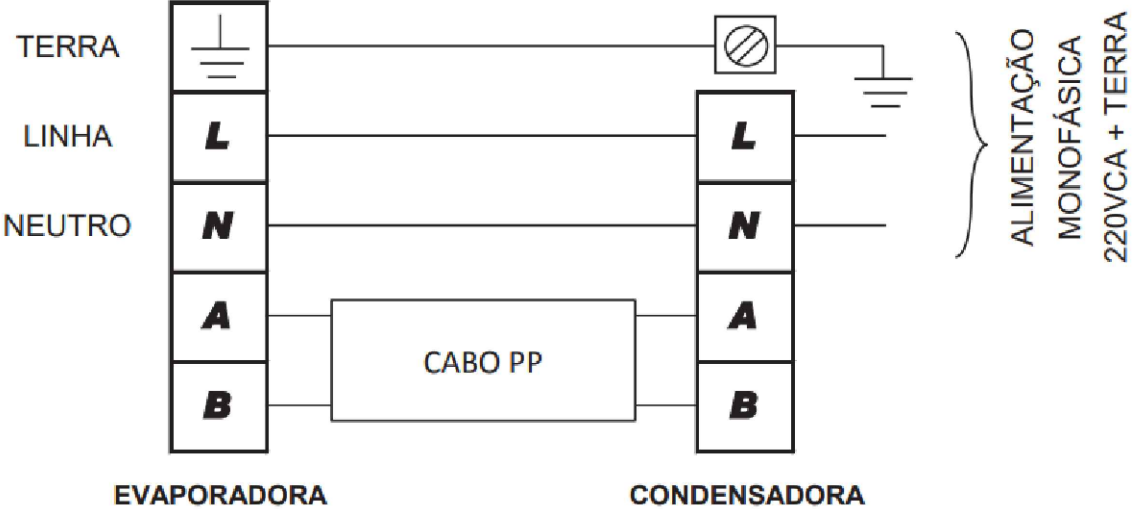 TERRA
LINHA
NEUTRO
L
N
A
B
EVAPORADORA
CABO PP
L
N
A
B
CONDENSADORA
ALIMENTAÇÃO
MONOFÁSICA
220VCA + TERRA